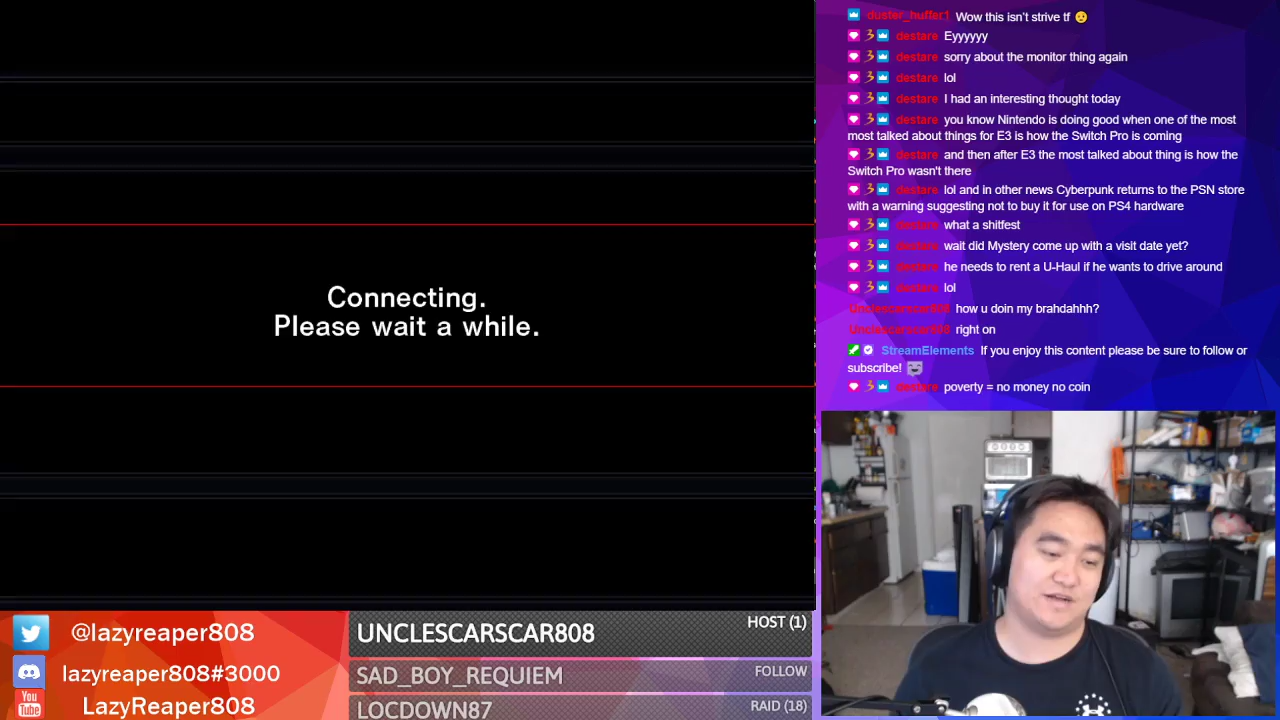 duster_huffer1 Wow this isn't strive tf
destare Eyyyyyy
destare sorry about the monitor thing again
destare lol
destare I had an interesting thought today
destare you know Nintendo is doing good when one of the most
most talked about things for E3 is how the Switch Pro is coming
destare and then after E3 the most talked about thing is how the
Switch Pro wasn't there
destare lol and in other news Cyberpunk returns to the PSN store
with a warning suggesting not to buy it for use on PS4 hardware
destare what a shitfest
destare wait did Mystery come up with a visit date yet?
destare he needs to rent a U-Haul if he wants to drive around
destare lol
Unclescarscar808 how u doin my brahdahhh?
Unclescarscar808 right on
StreamElements If you enjoy this content please be sure to follow or
subscribe!
destare poverty = no money no coin
Connecting.
Please wait a while.
@lazyreaper808
lazyreaper808#3000
You Tube LazyReaper808
UNCLESCARSCAR808 HOST (1)
SAD_BOY_REQUIEM FOLLOW
LOCDOWN87 RAID (18)